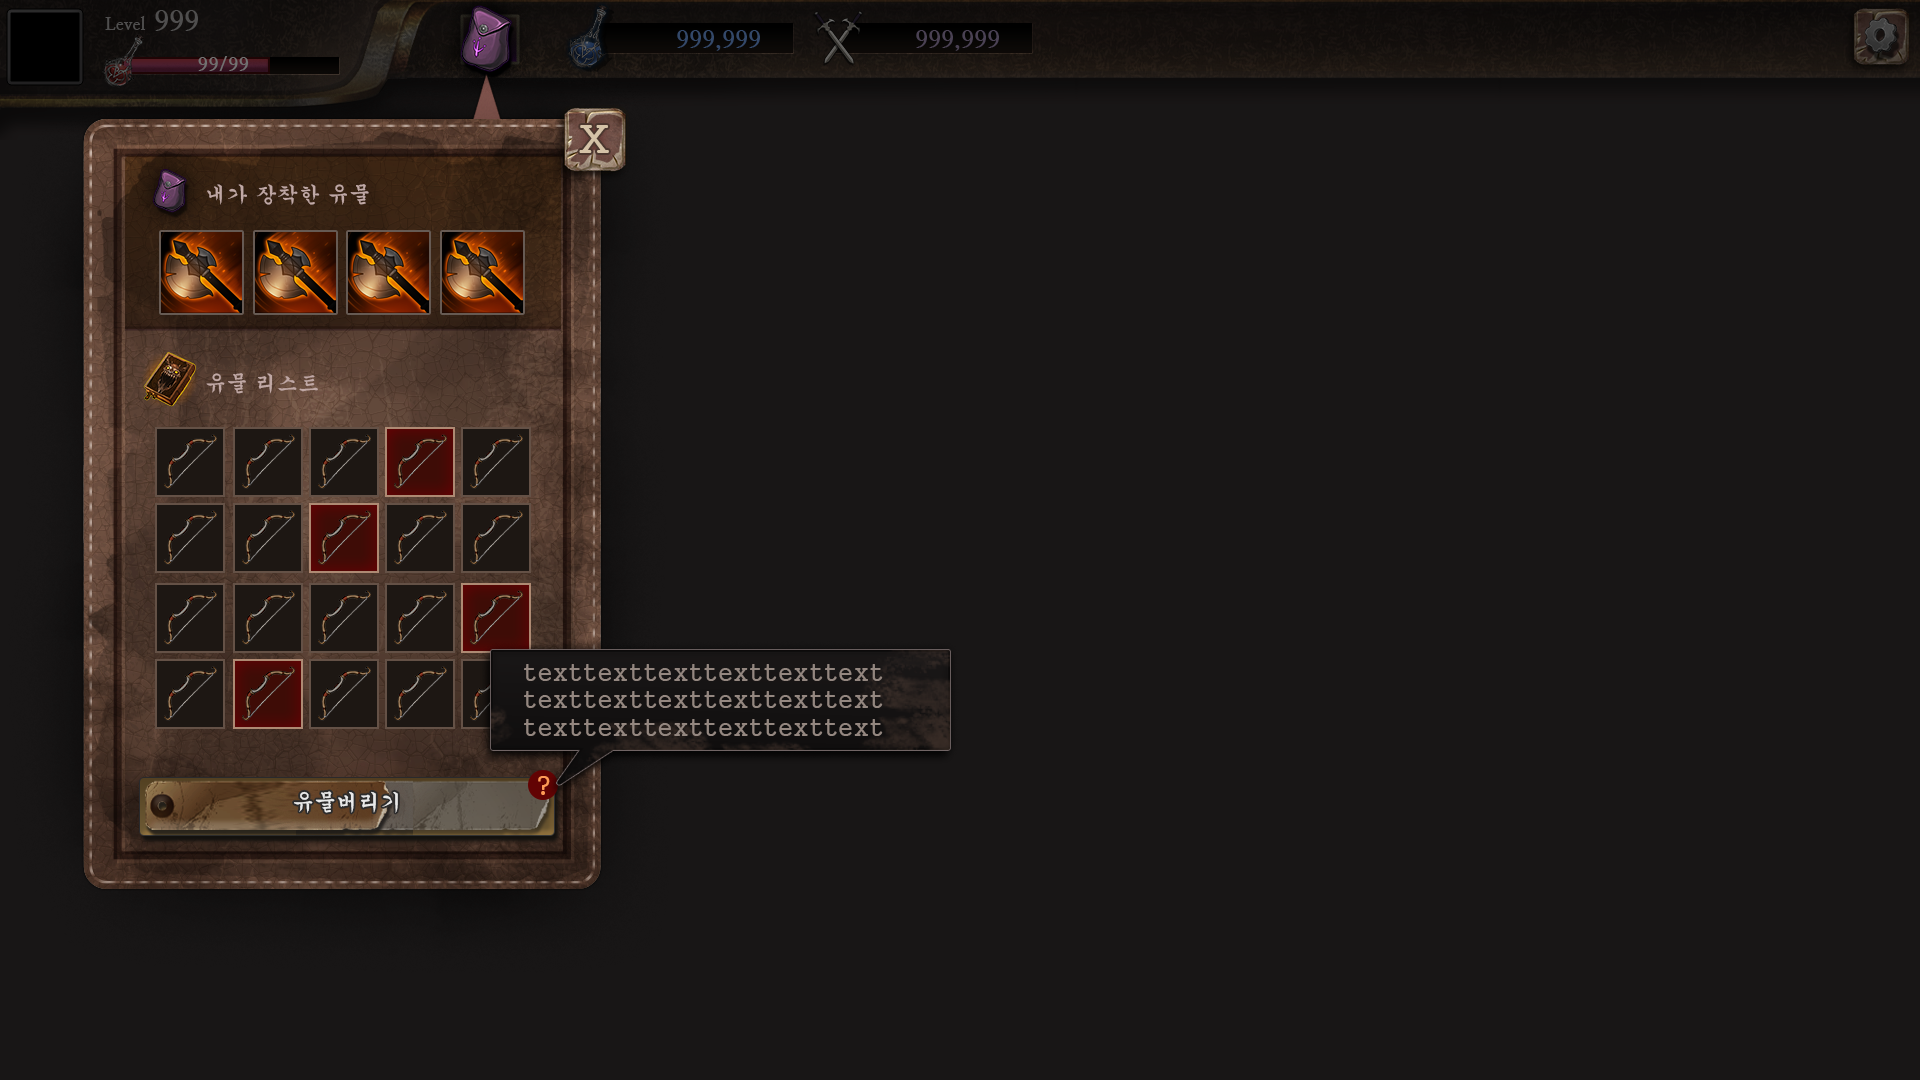 Level 999
99/99
999,999
999,999
X
내가 장착한 유물
유물 리스트
texttexttexttexttexttext
texttexttexttexttexttext
texttexttexttexttexttext
?
유물버리기